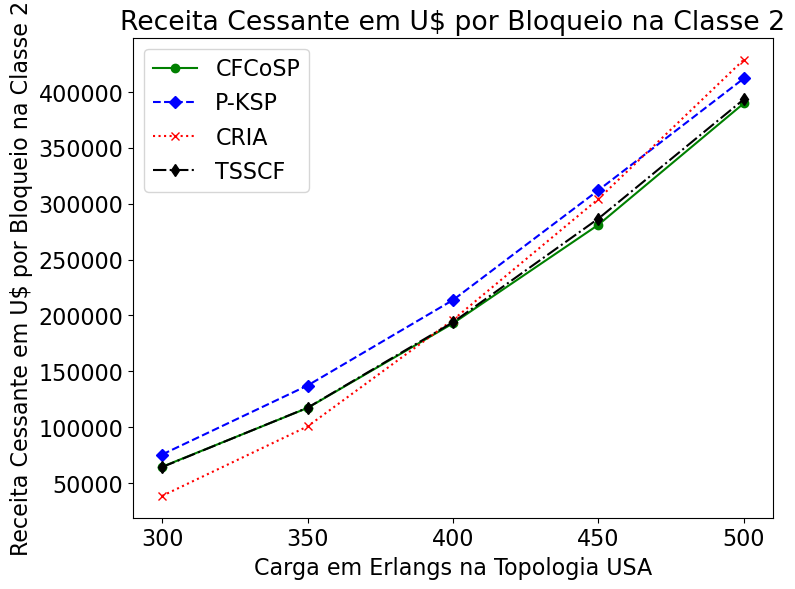 Receita Cessante em U$ por Bloqueio na Classe 2
Receita Cessante em U$ por Bloqueio na Classe 2
CFCoSP
P-KSP
CRIA
TSSCF
400000
350000
300000
250000
200000
150000
100000
50000
300 350 400 450 500
Carga em Erlangs na Topologia USA